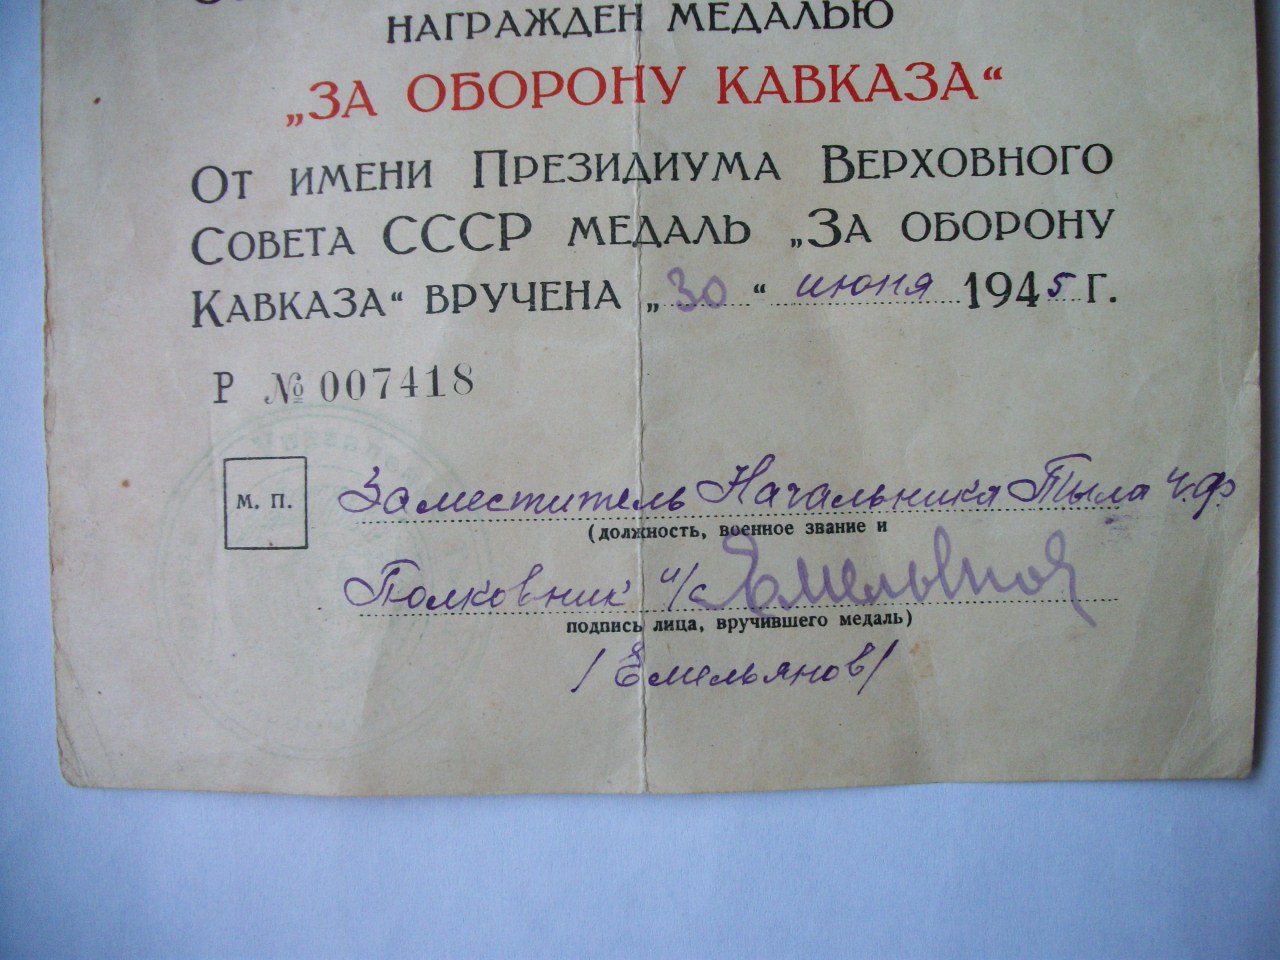 НАГРАЖДЕН МЕДАЛЬЮ
„ЗА ОБОРОНУ КАВКАЗА“
ОТ ИМЕНИ ПРЕЗИДИУМА ВЕРХОВНОГО
СОВЕТА СССР МЕДАЛЬ „ЗА ОБОРОНУ
КАВКАЗА“ ВРУЧЕНА „30“ июня 1945 Г.
Р № 007418
М. П.
Заместитель Начальника Тыла Ч.Ф.
(должность, военное звание и
Полковник и/с Емельянов
подпись лица, вручившего медаль)
/Емельянов/